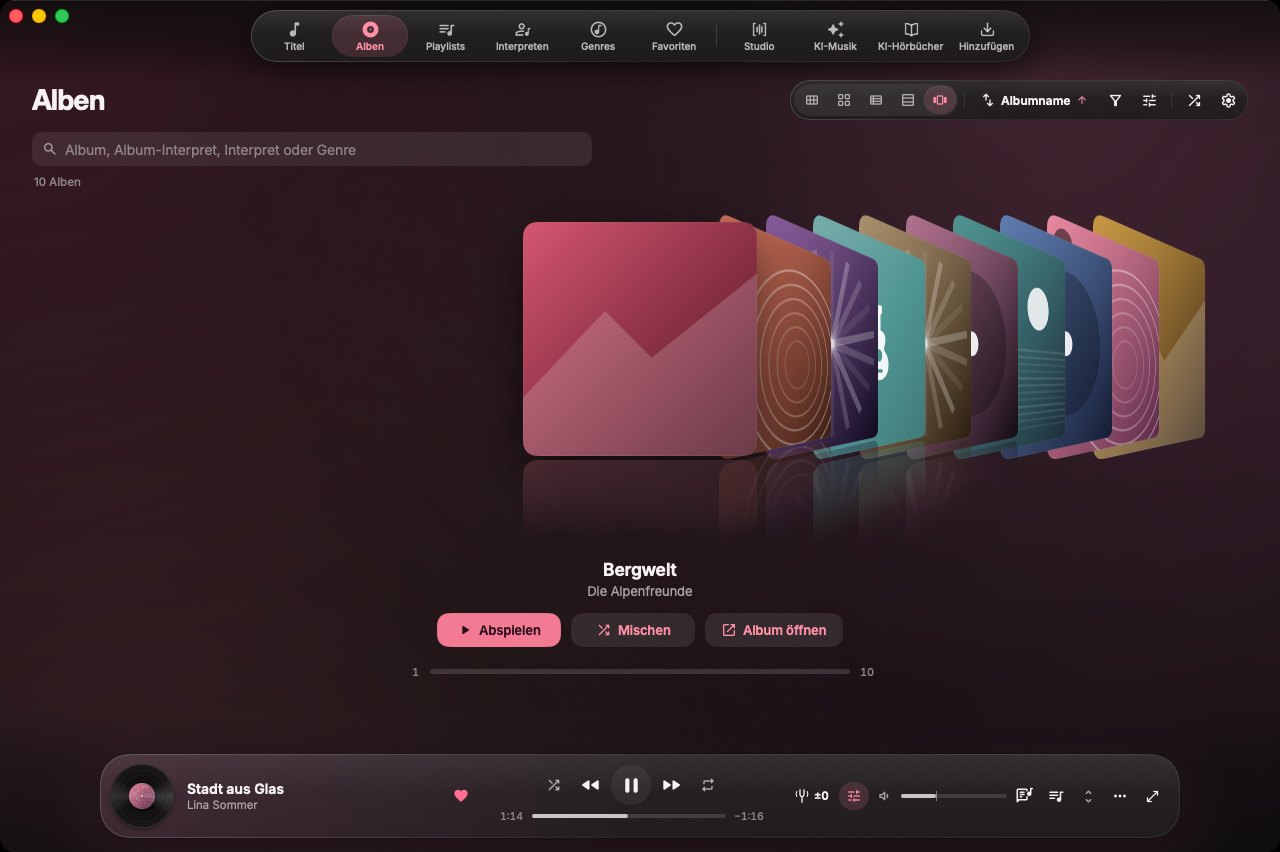 Titel
Alben
Playlists
Interpreten
Genres
Favoriten
Studio
KI-Musik
KI-Hörbücher
Hinzufügen
Alben
Albumname
Album, Album-Interpret, Interpret oder Genre
10 Alben
Bergwelt
Die Alpenfreunde
Abspielen
Mischen
Album öffnen
1
10
Stadt aus Glas
Lina Sommer
1:14
−1:16
±0